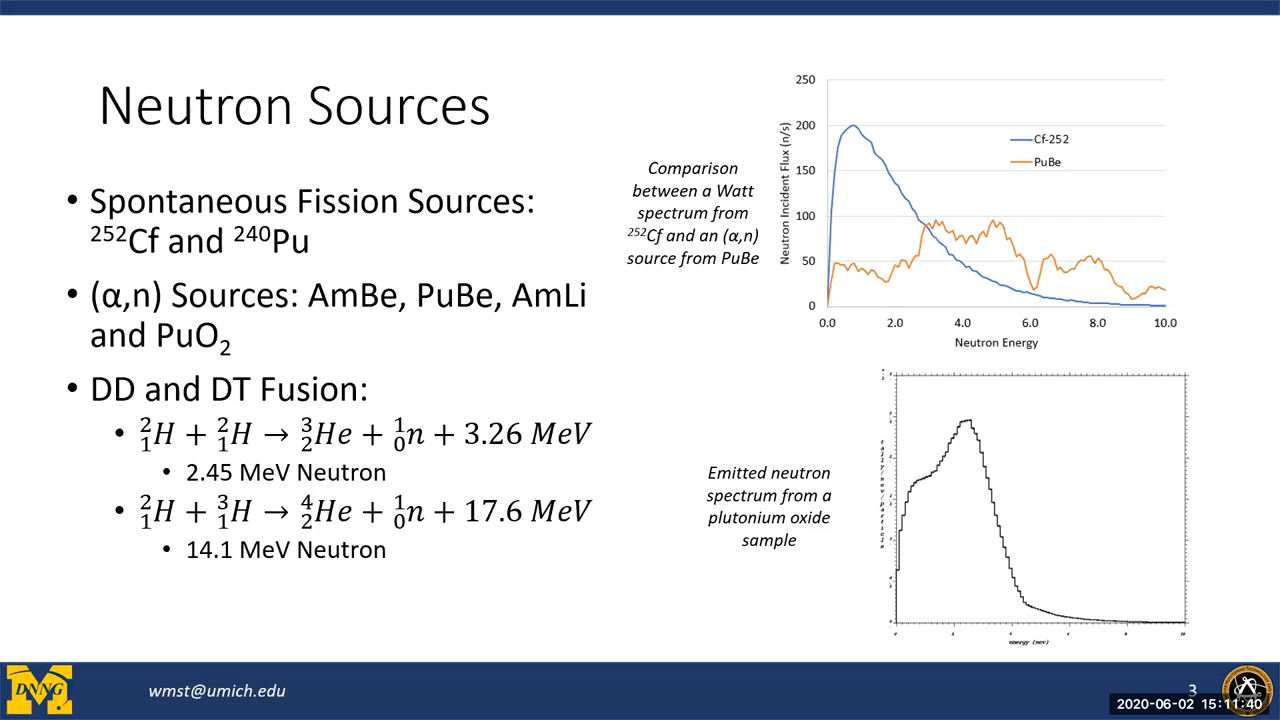 Neutron Sources
• Spontaneous Fission Sources:
²⁵²Cf and ²⁴⁰Pu
• (α,n) Sources: AmBe, PuBe, AmLi
and PuO₂
• DD and DT Fusion:
• ²₁H + ²₁H → ³₂He + ¹₀n + 3.26 MeV
• 2.45 MeV Neutron
• ²₁H + ³₁H → ⁴₂He + ¹₀n + 17.6 MeV
• 14.1 MeV Neutron
Comparison
between a Watt
spectrum from
²⁵²Cf and an (α,n)
source from PuBe
Neutron Incident Flux (n/s)
250
200
150
100
50
0
Cf-252
PuBe
0.0 2.0 4.0 6.0 8.0 10.0
Neutron Energy
Emitted neutron
spectrum from a
plutonium oxide
sample
energy (mev)
DNNG
wmst@umich.edu
3
2020-06-02 15:11:40